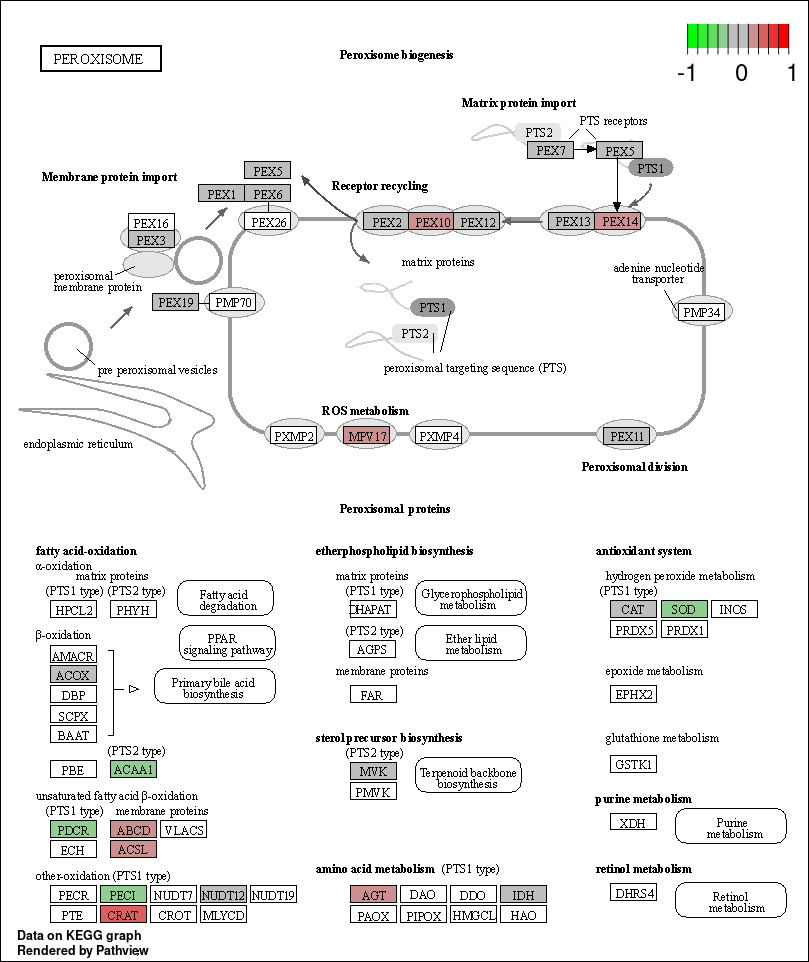 PEROXISOME
Peroxisome biogenesis
-1 0 1
Matrix protein import
PTS2
PTS receptors
PEX7
PEX5
PTS1
Membrane protein import
PEX5
PEX1 PEX6
Receptor recycling
PEX16
PEX3
PEX26
PEX2 PEX10 PEX12
PEX13 PEX14
peroxisomal
membrane protein
matrix proteins
adenine nucleotide
transporter
PEX19 PMP70
PTS1
PMP34
PTS2
pre peroxisomal vesicles
peroxisomal targeting sequence (PTS)
ROS metabolism
endoplasmic reticulum
PXMP2 MPV17 PXMP4 PEX11
Peroxisomal division
Peroxisomal proteins
fatty acid-oxidation
α-oxidation
matrix proteins
(PTS1 type) (PTS2 type)
HPCL2 PHYH
Fatty acid
degradation
β-oxidation
PPAR
signaling pathway
AMACR
ACOX
DBP
SCPX
BAAT
Primary bile acid
biosynthesis
(PTS2 type)
PBE ACAA1
unsaturated fatty acid β-oxidation
(PTS1 type) membrane proteins
PDCR ABCD VLACS
ECH ACSL
other-oxidation (PTS1 type)
PECR PECI NUDT7 NUDT12 NUDT19
PTE CRAT CROT MLYCD
etherphospholipid biosynthesis
matrix proteins
(PTS1 type)
DHAPAT
Glycerophospholipid
metabolism
(PTS2 type)
AGPS
Ether lipid
metabolism
membrane proteins
FAR
sterol precursor biosynthesis
(PTS2 type)
MVK
PMVK
Terpenoid backbone
biosynthesis
amino acid metabolism (PTS1 type)
AGT DAO DDO IDH
PAOX PIPOX HMGCL HAO
antioxidant system
hydrogen peroxide metabolism
(PTS1 type)
CAT SOD INOS
PRDX5 PRDX1
epoxide metabolism
EPHX2
glutathione metabolism
GSTK1
purine metabolism
XDH
Purine
metabolism
retinol metabolism
DHRS4
Retinol
metabolism
Data on KEGG graph
Rendered by Pathview